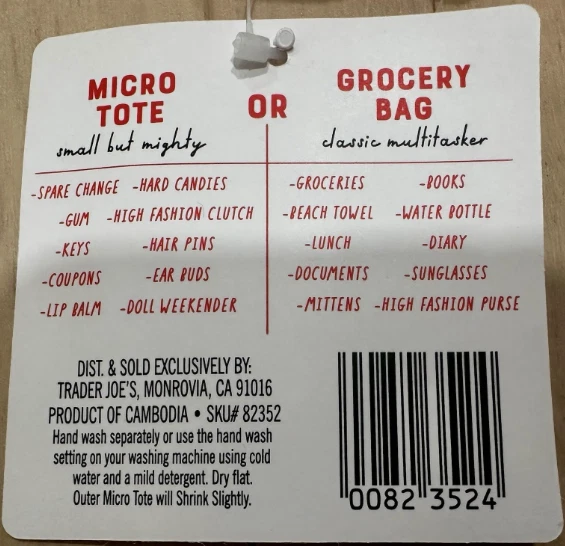 MICRO
TOTE
small but mighty
OR
GROCERY
BAG
classic multitasker
-SPARE CHANGE -HARD CANDIES
-GUM -HIGH FASHION CLUTCH
-KEYS -HAIR PINS
-COUPONS -EAR BUDS
-LIP BALM -DOLL WEEKENDER
-GROCERIES -BOOKS
-BEACH TOWEL -WATER BOTTLE
-LUNCH -DIARY
-DOCUMENTS -SUNGLASSES
-MITTENS -HIGH FASHION PURSE
DIST. & SOLD EXCLUSIVELY BY:
TRADER JOE'S, MONROVIA, CA 91016
PRODUCT OF CAMBODIA • SKU# 82352
Hand wash separately or use the hand wash
setting on your washing machine using cold
water and a mild detergent. Dry flat.
Outer Micro Tote will Shrink Slightly.
0082 3524